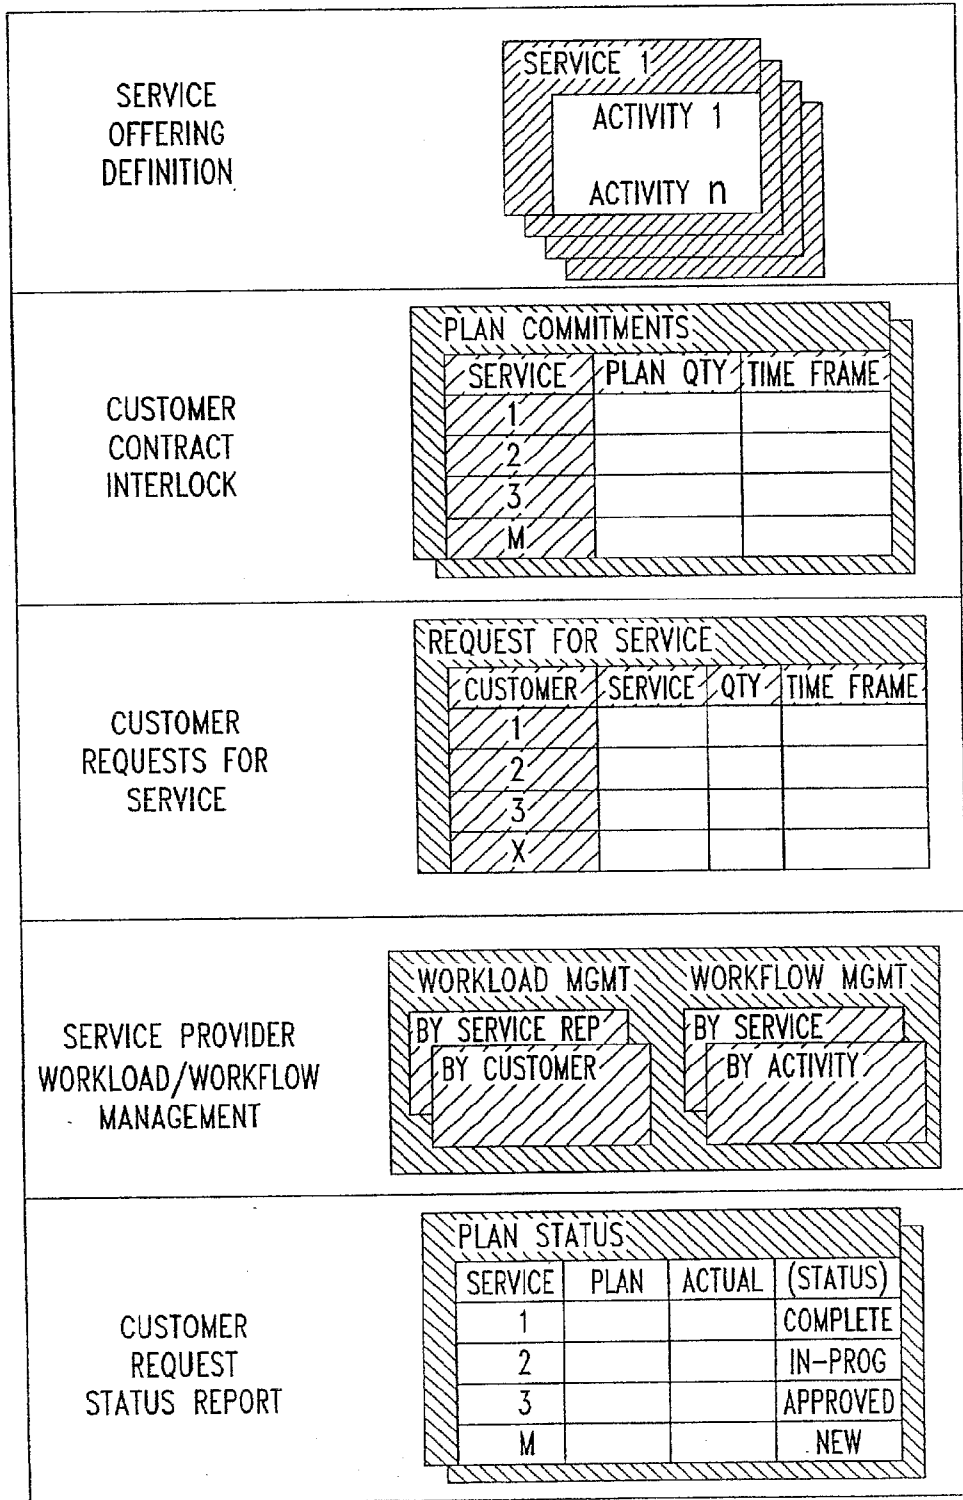 SERVICE
OFFERING
DEFINITION
SERVICE 1
ACTIVITY 1
ACTIVITY n
CUSTOMER
CONTRACT
INTERLOCK
PLAN COMMITMENTS
SERVICE PLAN QTY TIME FRAME
1
2
3
M
CUSTOMER
REQUESTS FOR
SERVICE
REQUEST FOR SERVICE
CUSTOMER SERVICE QTY TIME FRAME
1
2
3
X
SERVICE PROVIDER
WORKLOAD/WORKFLOW
MANAGEMENT
WORKLOAD MGMT WORKFLOW MGMT
BY SERVICE REP BY SERVICE
BY CUSTOMER BY ACTIVITY
CUSTOMER
REQUEST
STATUS REPORT
PLAN STATUS
SERVICE PLAN ACTUAL (STATUS)
1 COMPLETE
2 IN-PROG
3 APPROVED
M NEW